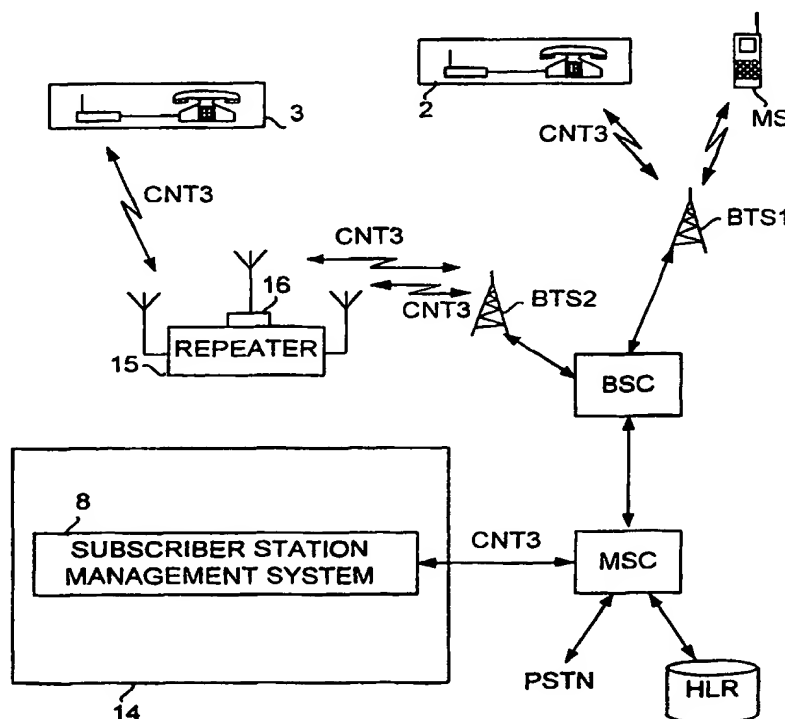 3
2
MS
CNT3
CNT3
BTS1
CNT3
16
CNT3
BTS2
REPEATER
15
BSC
8
SUBSCRIBER STATION
MANAGEMENT SYSTEM
CNT3
MSC
PSTN
HLR
14